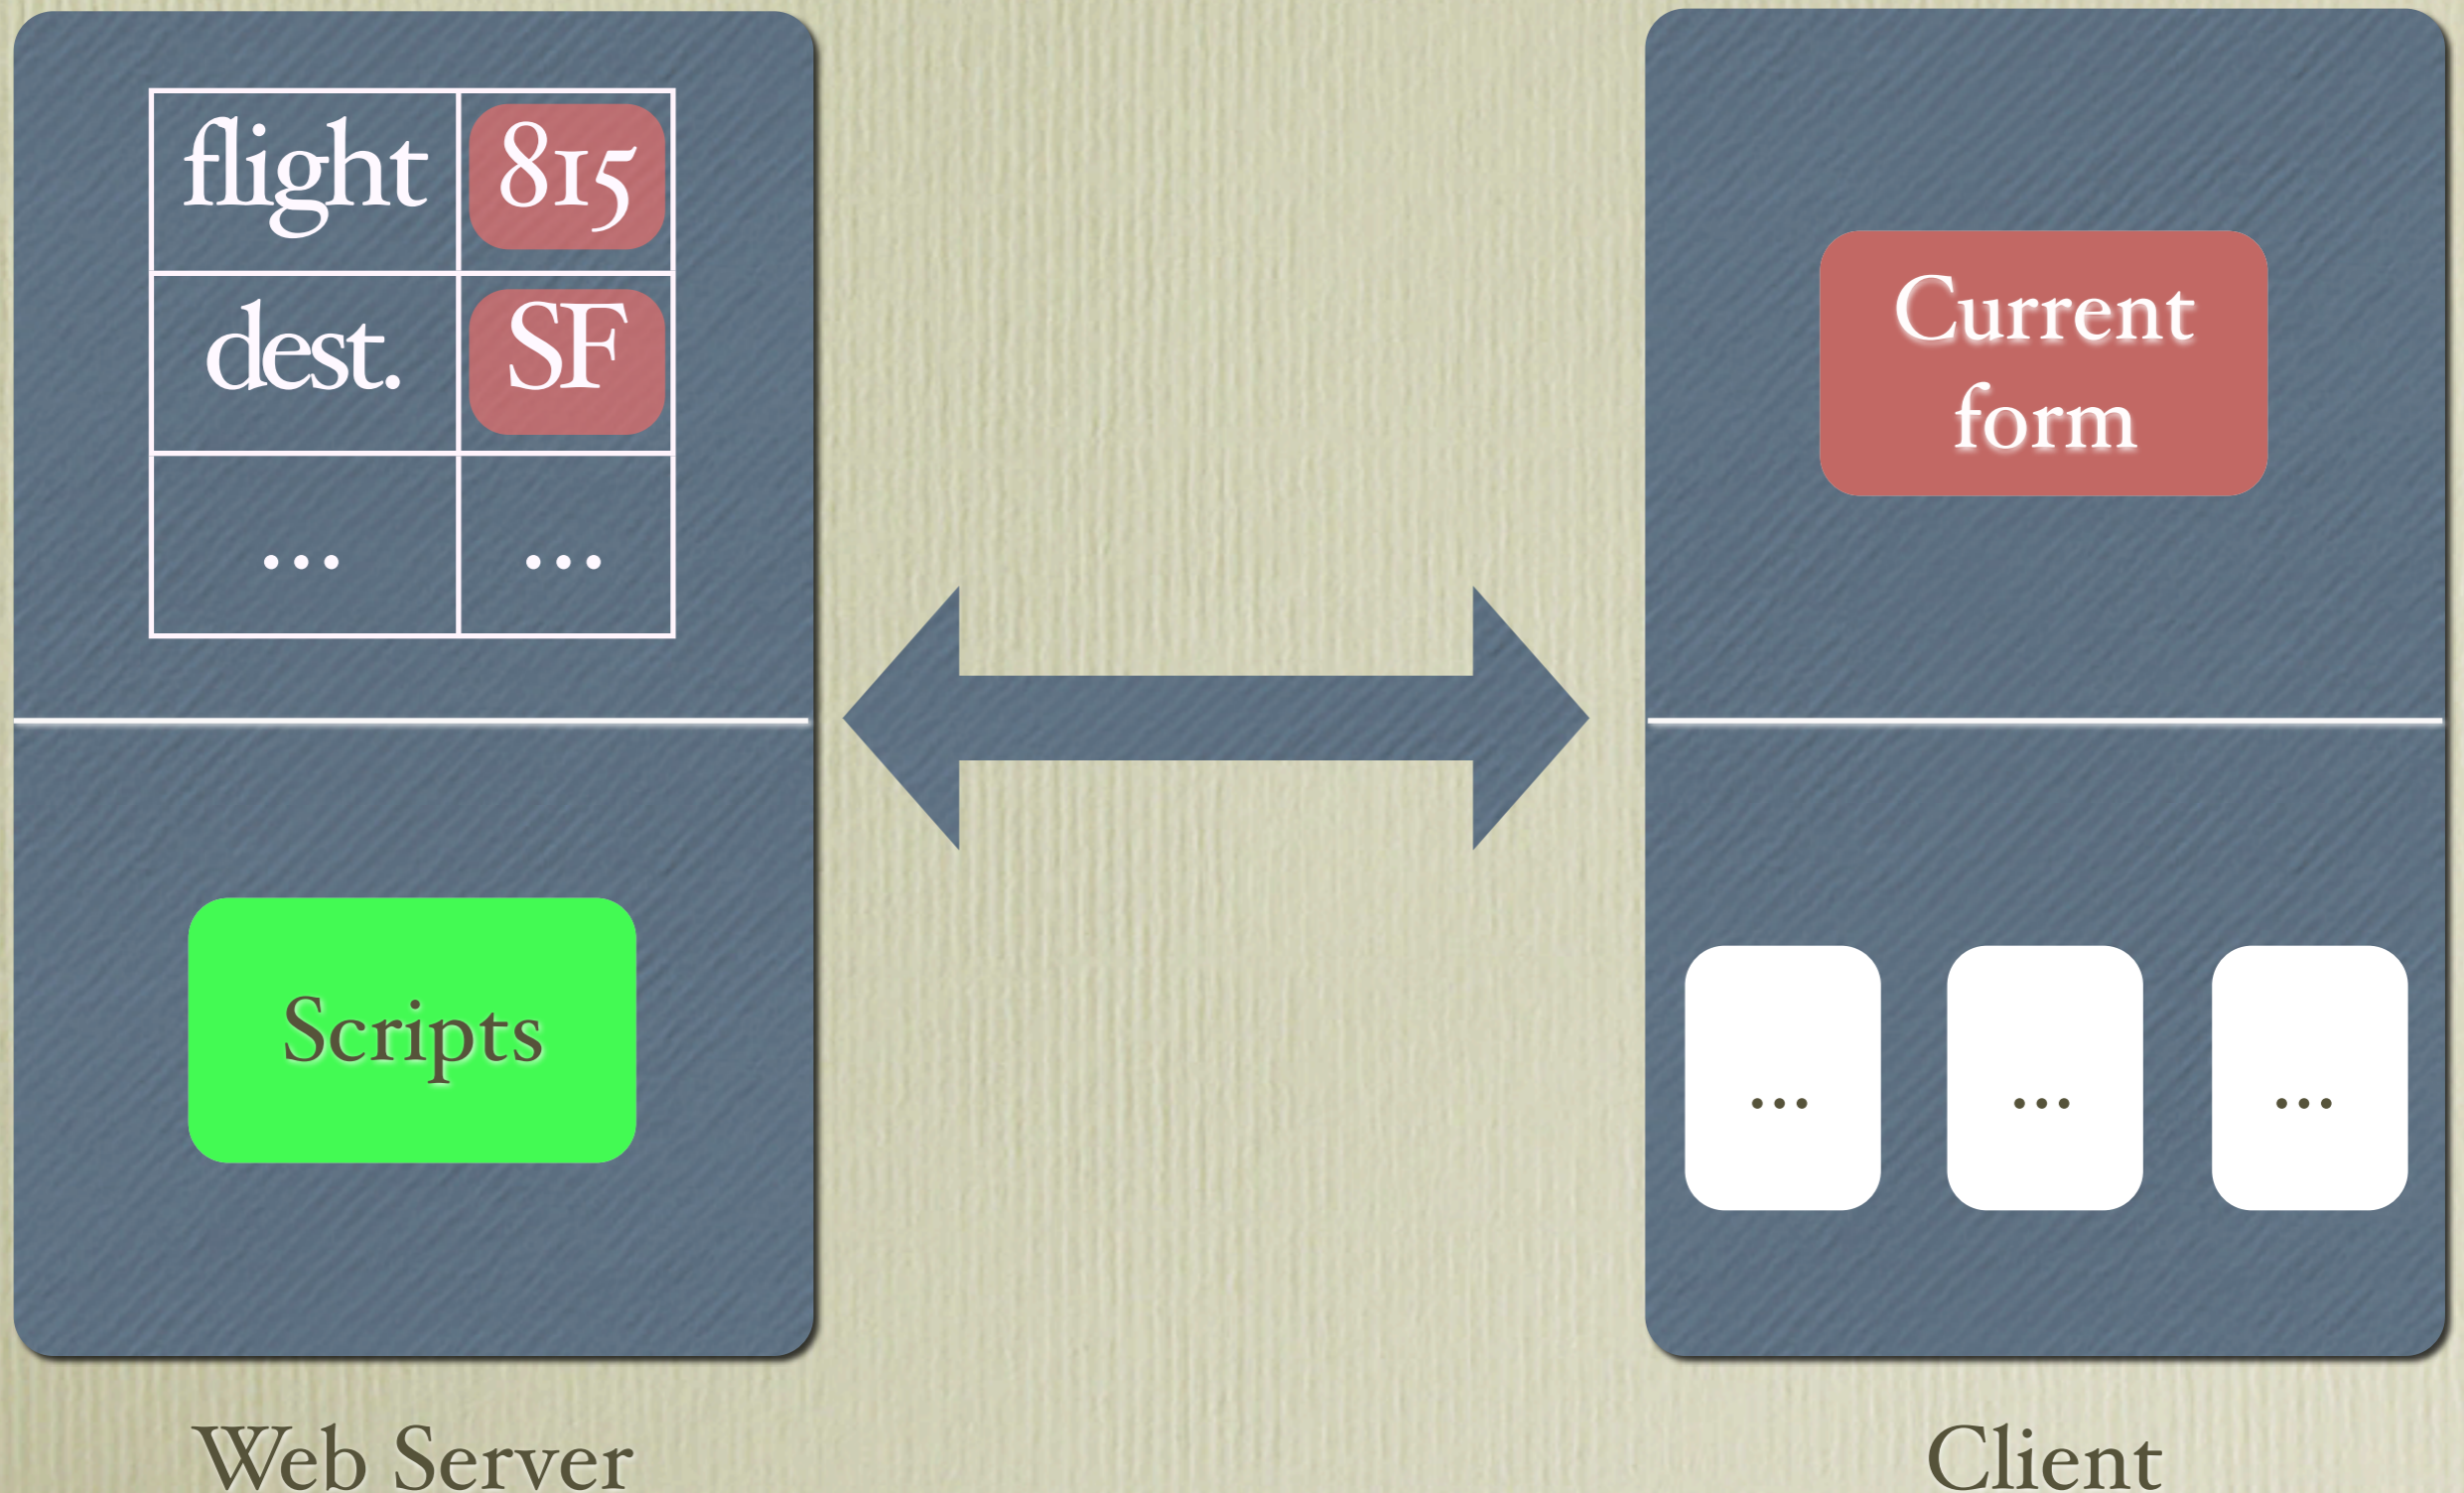 flight 815
dest. SF
... ...
Scripts
Web Server
Current
form
... ... ...
Client